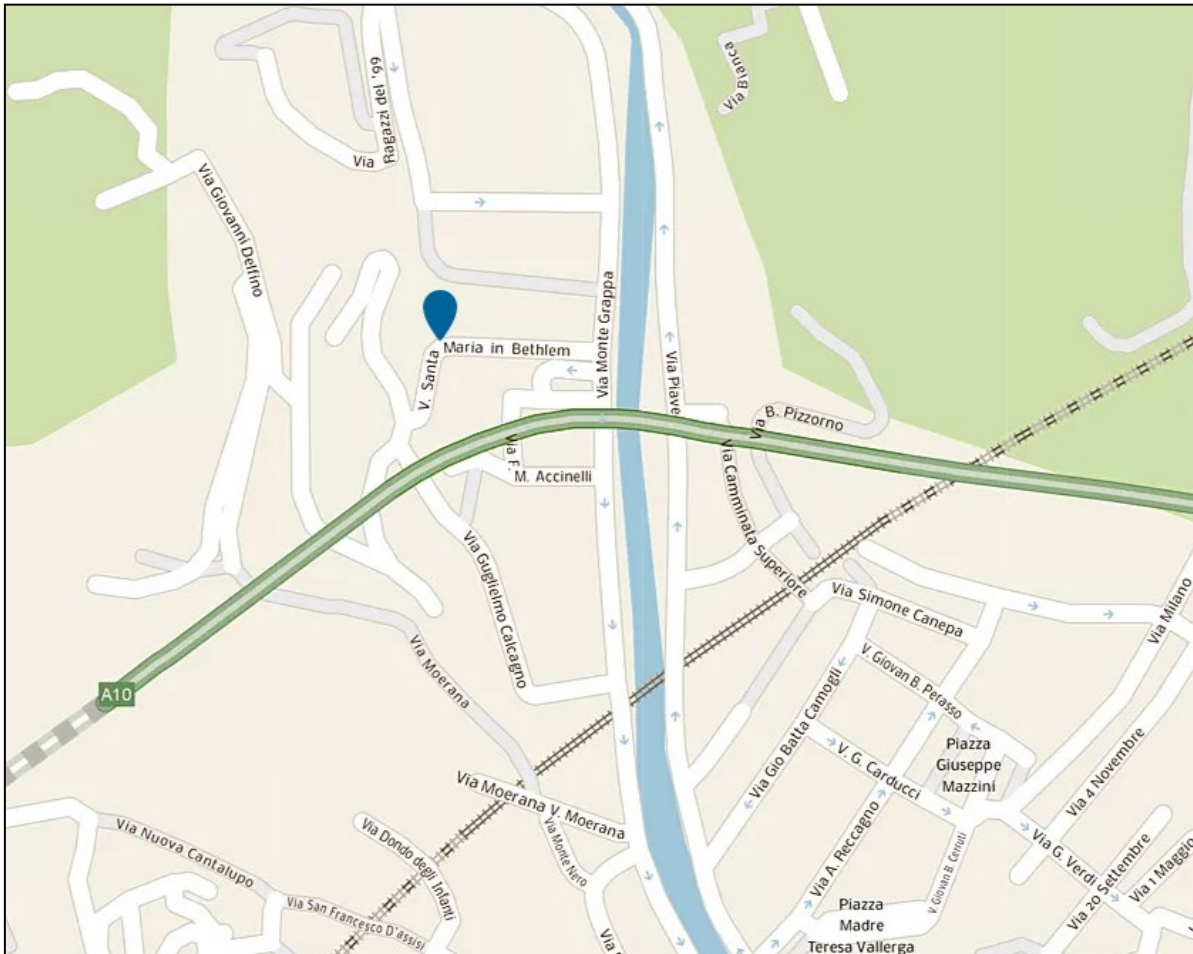 Via Bianca
Via Ragazzi del '99
Via Giovanni Delfino
Via Monte Grappa
V. Santa Maria in Bethlem
Via Piave
Via B. Pizzorno
Via F. M. Accinelli
Via Camminata Superiore
Via Guglielmo Calcagno
Via Simone Canepa
Via Milano
Via Moerana
V. Giovan B. Perasso
A10
Via Gio Batta Camogli
Piazza
Giuseppe
Mazzini
V. G. Carducci
Via 4 Novembre
Via Moerana
V. Moerana
Via Monte Nero
Via Nuova Cantalupo
Via Dondo degli Infanti
Via A. Reccagno
V. Giovan B. Cerruti
Via G. Verdi
Via 20 Settembre
Via 1 Maggio
Via San Francesco D'assisi
Piazza
Madre
Teresa Vallerga
Via